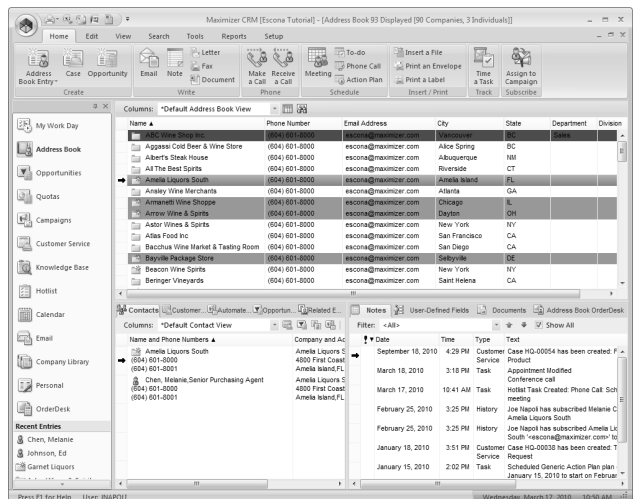 Maximizer CRM [Escona Tutorial] - [Address Book 93 Displayed [90 Companies, 3 Individuals]]
Home Edit View Search Tools Reports Setup
Address Book Entry Case Opportunity
Create
Email Note Letter Fax Document
Write
Make a Call Receive a Call
Phone
Meeting To-do Phone Call Action Plan
Schedule
Insert a File Print an Envelope Print a Label
Insert / Print
Time a Task
Track
Assign to Campaign
Subscribe
My Work Day
Address Book
Opportunities
Quotas
Campaigns
Customer Service
Knowledge Base
Hotlist
Calendar
Email
Company Library
Personal
OrderDesk
Recent Entries
Chen, Melanie
Johnson, Ed
Garnet Liquors
Columns: *Default Address Book View
Name Phone Number Email Address City State Department Division
ABC Wine Shop Inc (604) 601-8000 escona@maximizer.com Vancouver BC Sales
Aggassi Cold Beer & Wine Store (604) 601-8000 escona@maximizer.com Alice Spring BC
Albert's Steak House (604) 601-8000 escona@maximizer.com Albuquerque NM
All The Best Spirits (604) 601-8000 escona@maximizer.com Riverside CT
Amelia Liquors South (604) 601-8000 escona@maximizer.com Amelia Island FL
Ansley Wine Merchants (604) 601-8000 escona@maximizer.com Atlanta GA
Armanetti Wine Shoppe (604) 601-8000 escona@maximizer.com Chicago IL
Arrow Wine & Spirits (604) 601-8000 escona@maximizer.com Dayton OH
Astor Wines & Spirits (604) 601-8000 escona@maximizer.com New York NY
Atlas Food Inc (604) 601-8000 escona@maximizer.com San Francisco CA
Bacchus Wine Market & Tasting Room (604) 601-8000 escona@maximizer.com San Diego CA
Bayville Package Store (604) 601-8000 escona@maximizer.com Selbyville DE
Beacon Wine Spirits (604) 601-8000 escona@maximizer.com New York NY
Beringer Vineyards (604) 601-8000 escona@maximizer.com Saint Helena CA
Contacts Customer... Automate... Opportun... Related E...
Columns: *Default Contact View
Name and Phone Numbers Company and Ac
Amelia Liquors South Amelia Liquors S
(604) 601-8000 4800 First Coast
(604) 601-8001 Amelia Island,FL
Chen, Melanie,Senior Purchasing Agent Amelia Liquors S
(604) 601-8000 4800 First Coast
(604) 601-8001 Amelia Island,FL
Notes User-Defined Fields Documents Address Book OrderDesk
Filter: <All> Show All
! Date Time Type Text
September 18, 2010 4:29 PM Customer Service Case HQ-00054 has been created: F
Product
March 18, 2010 3:18 PM Task Appointment Modified
Conference call
March 17, 2010 10:41 AM Task Hotlist Task Created: Phone Call: Sch
meeting
February 25, 2010 3:25 PM History Joe Napoli has subscribed Melanie C
Amelia Liquors South
February 25, 2010 3:25 PM History Joe Napoli has subscribed Amelia Liq
South '<escona@maximizer.com>' to
January 18, 2010 3:51 PM Customer Service Case HQ-00038 has been created: T
Request
January 15, 2010 2:02 PM Task Scheduled Generic Action Plan plan
January 15, 2010 to start on Februar
Press F1 for Help User: JNAPOLI Wednesday, March 17, 2010 10:50 AM